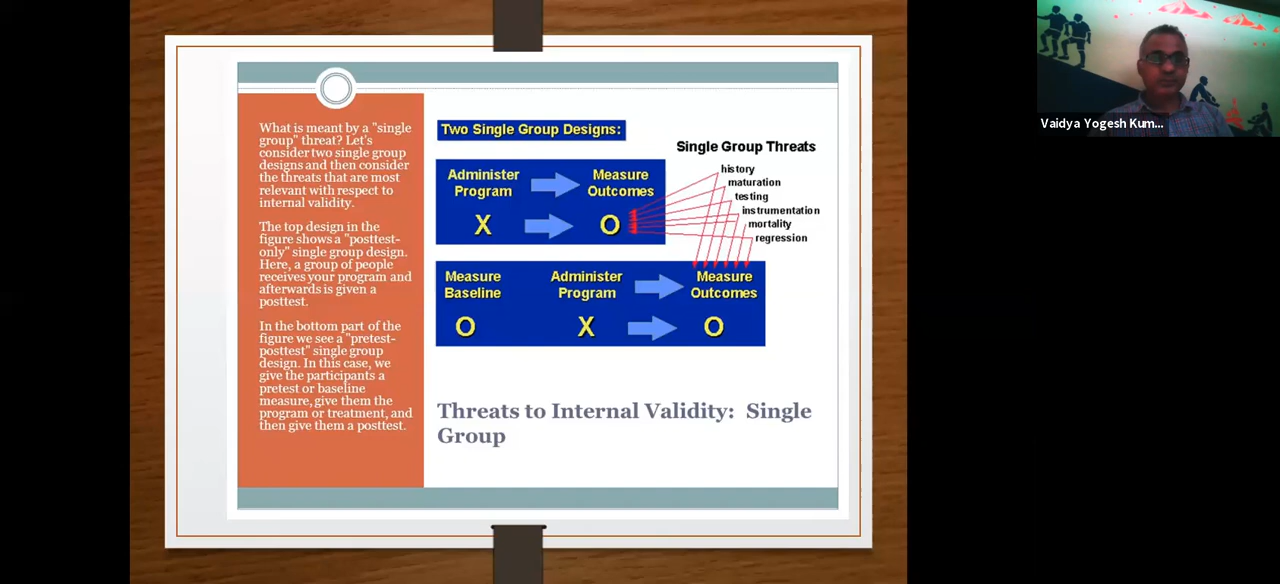 What is meant by a "single
group" threat? Let's
consider two single group
designs and then consider
the threats that are most
relevant with respect to
internal validity.
The top design in the
figure shows a "posttest-
only" single group design.
Here, a group of people
receives your program and
afterwards is given a
posttest.
In the bottom part of the
figure we see a "pretest-
posttest" single group
design. In this case, we
give the participants a
pretest or baseline
measure, give them the
program or treatment, and
then give them a posttest.
Two Single Group Designs:
Single Group Threats
Administer
Program
Measure
Outcomes
X
O
history
maturation
testing
instrumentation
mortality
regression
Measure
Baseline
Administer
Program
Measure
Outcomes
O
X
O
Threats to Internal Validity: Single
Group
Vaidya Yogesh Kum...